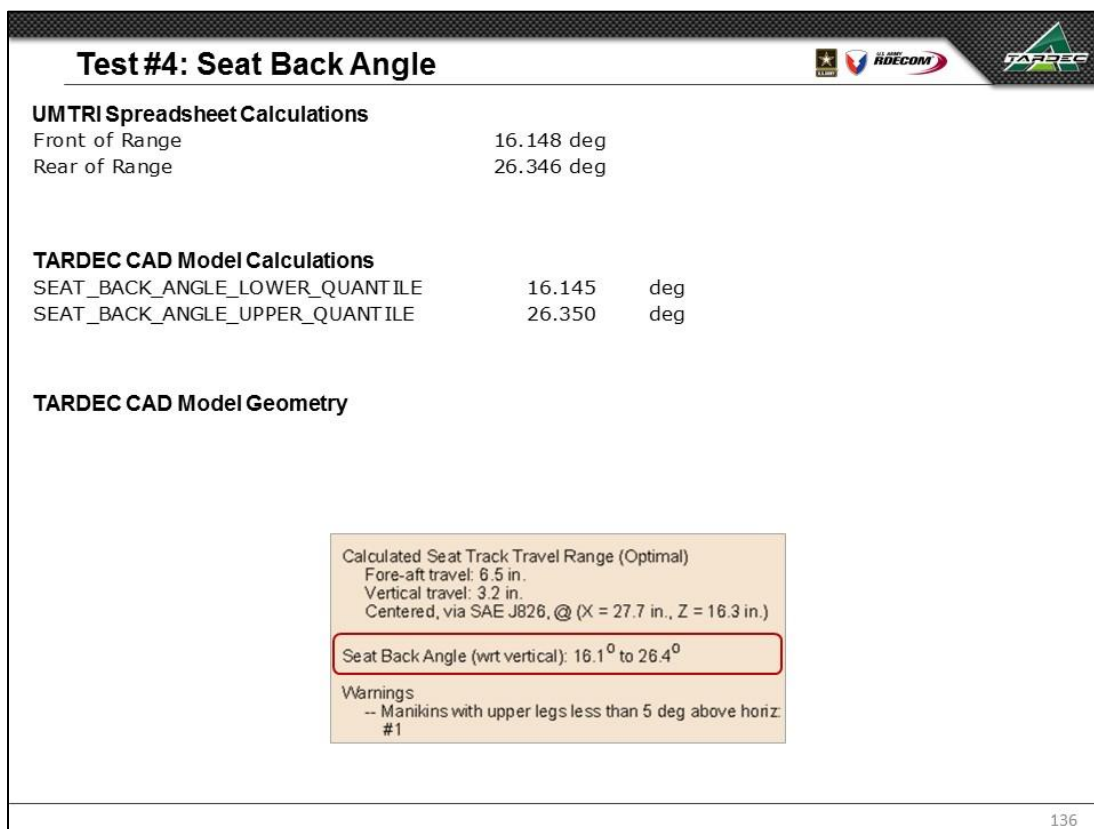 Test #4: Seat Back Angle
U.S. ARMY
U.S. ARMY
RDECOM
TARDEC
UMTRI Spreadsheet Calculations
Front of Range 16.148 deg
Rear of Range 26.346 deg
TARDEC CAD Model Calculations
SEAT_BACK_ANGLE_LOWER_QUANTILE 16.145 deg
SEAT_BACK_ANGLE_UPPER_QUANTILE 26.350 deg
TARDEC CAD Model Geometry
Calculated Seat Track Travel Range (Optimal)
Fore-aft travel: 6.5 in.
Vertical travel: 3.2 in.
Centered, via SAE J826, @ (X = 27.7 in., Z = 16.3 in.)
Seat Back Angle (wrt vertical): 16.1⁰ to 26.4⁰
Warnings
-- Manikins with upper legs less than 5 deg above horiz:
#1
136